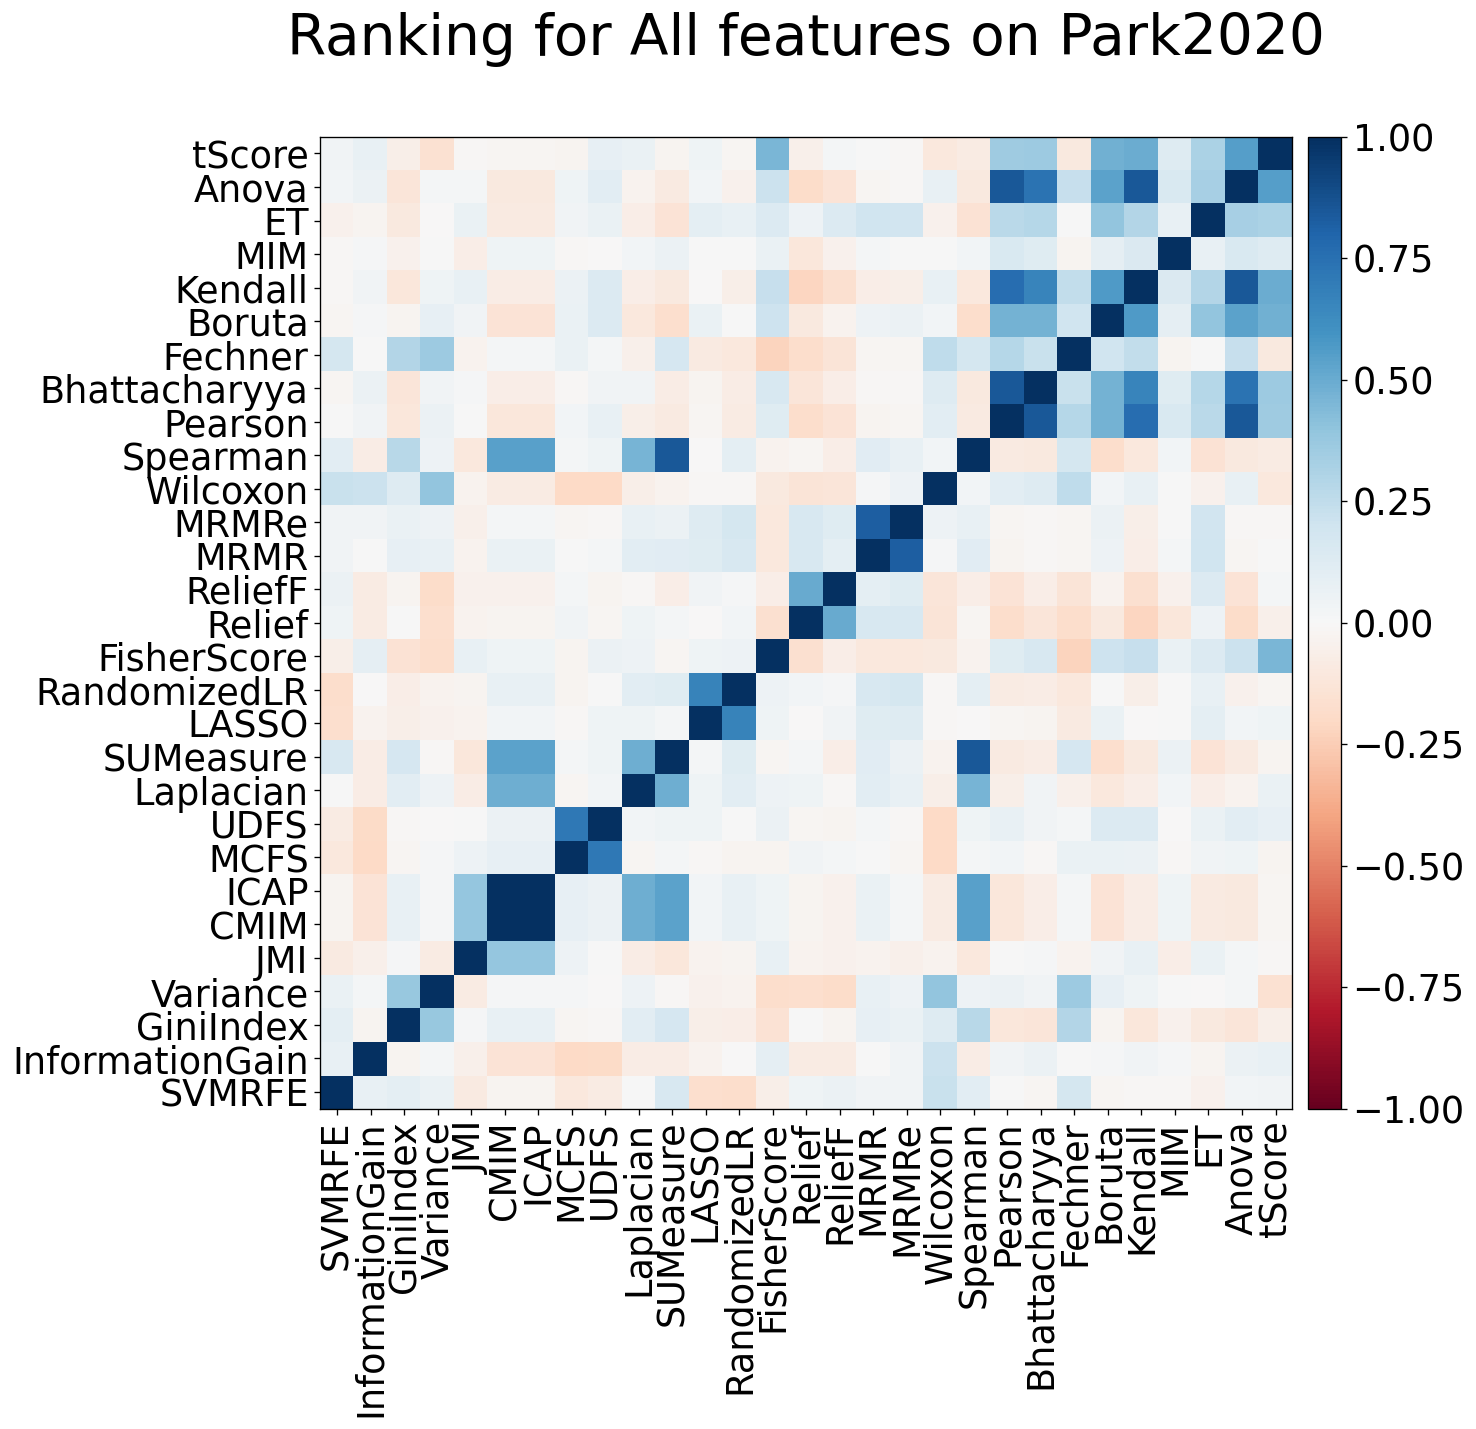 Ranking for All features on Park2020
tScore
Anova
ET
MIM
Kendall
Boruta
Fechner
Bhattacharyya
Pearson
Spearman
Wilcoxon
MRMRe
MRMR
ReliefF
Relief
FisherScore
RandomizedLR
LASSO
SUMeasure
Laplacian
UDFS
MCFS
ICAP
CMIM
JMI
Variance
GiniIndex
InformationGain
SVMRFE
SVMRFE
InformationGain
GiniIndex
Variance
JMI
CMIM
ICAP
MCFS
UDFS
Laplacian
SUMeasure
LASSO
RandomizedLR
FisherScore
Relief
ReliefF
MRMR
MRMRe
Wilcoxon
Spearman
Pearson
Bhattacharyya
Fechner
Boruta
Kendall
MIM
ET
Anova
tScore
1.00
0.75
0.50
0.25
0.00
−0.25
−0.50
−0.75
−1.00